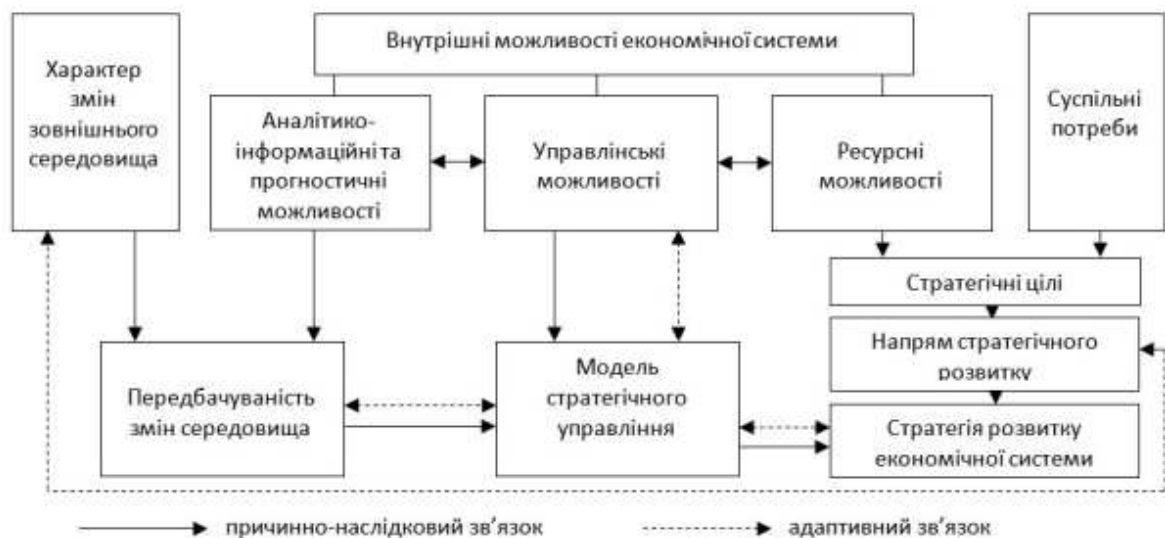 Внутрішні можливості економічної системи
Характер
змін
зовнішнього
середовища
Аналітико-
інформаційні та
прогностичні
можливості
Управлінські
можливості
Ресурсні
можливості
Суспільні
потреби
Стратегічні цілі
Напрям стратегічного
розвитку
Передбачуваність
змін середовища
Модель
стратегічного
управління
Стратегія розвитку
економічної системи
причинно-наслідковий зв’язок
адаптивний зв’язок